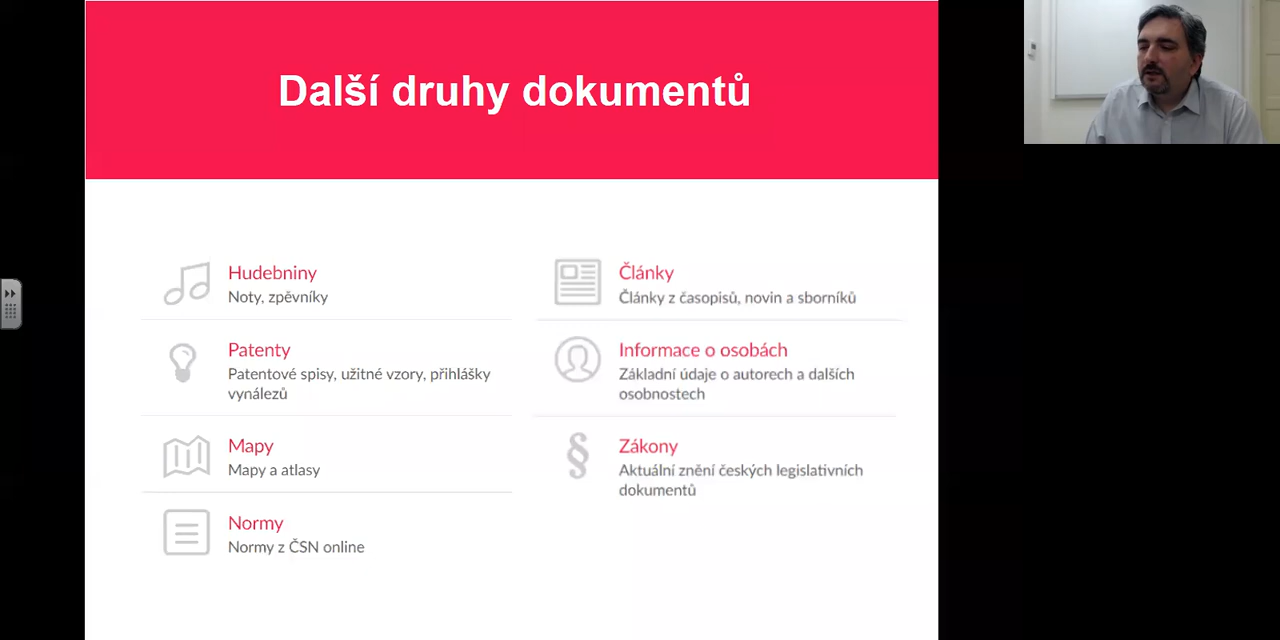 Další druhy dokumentů
Hudebniny
Noty, zpěvníky
Patenty
Patentové spisy, užitné vzory, přihlášky
vynálezů
Mapy
Mapy a atlasy
Normy
Normy z ČSN online
Články
Články z časopisů, novin a sborníků
Informace o osobách
Základní údaje o autorech a dalších
osobnostech
§
Zákony
Aktuální znění českých legislativních
dokumentů